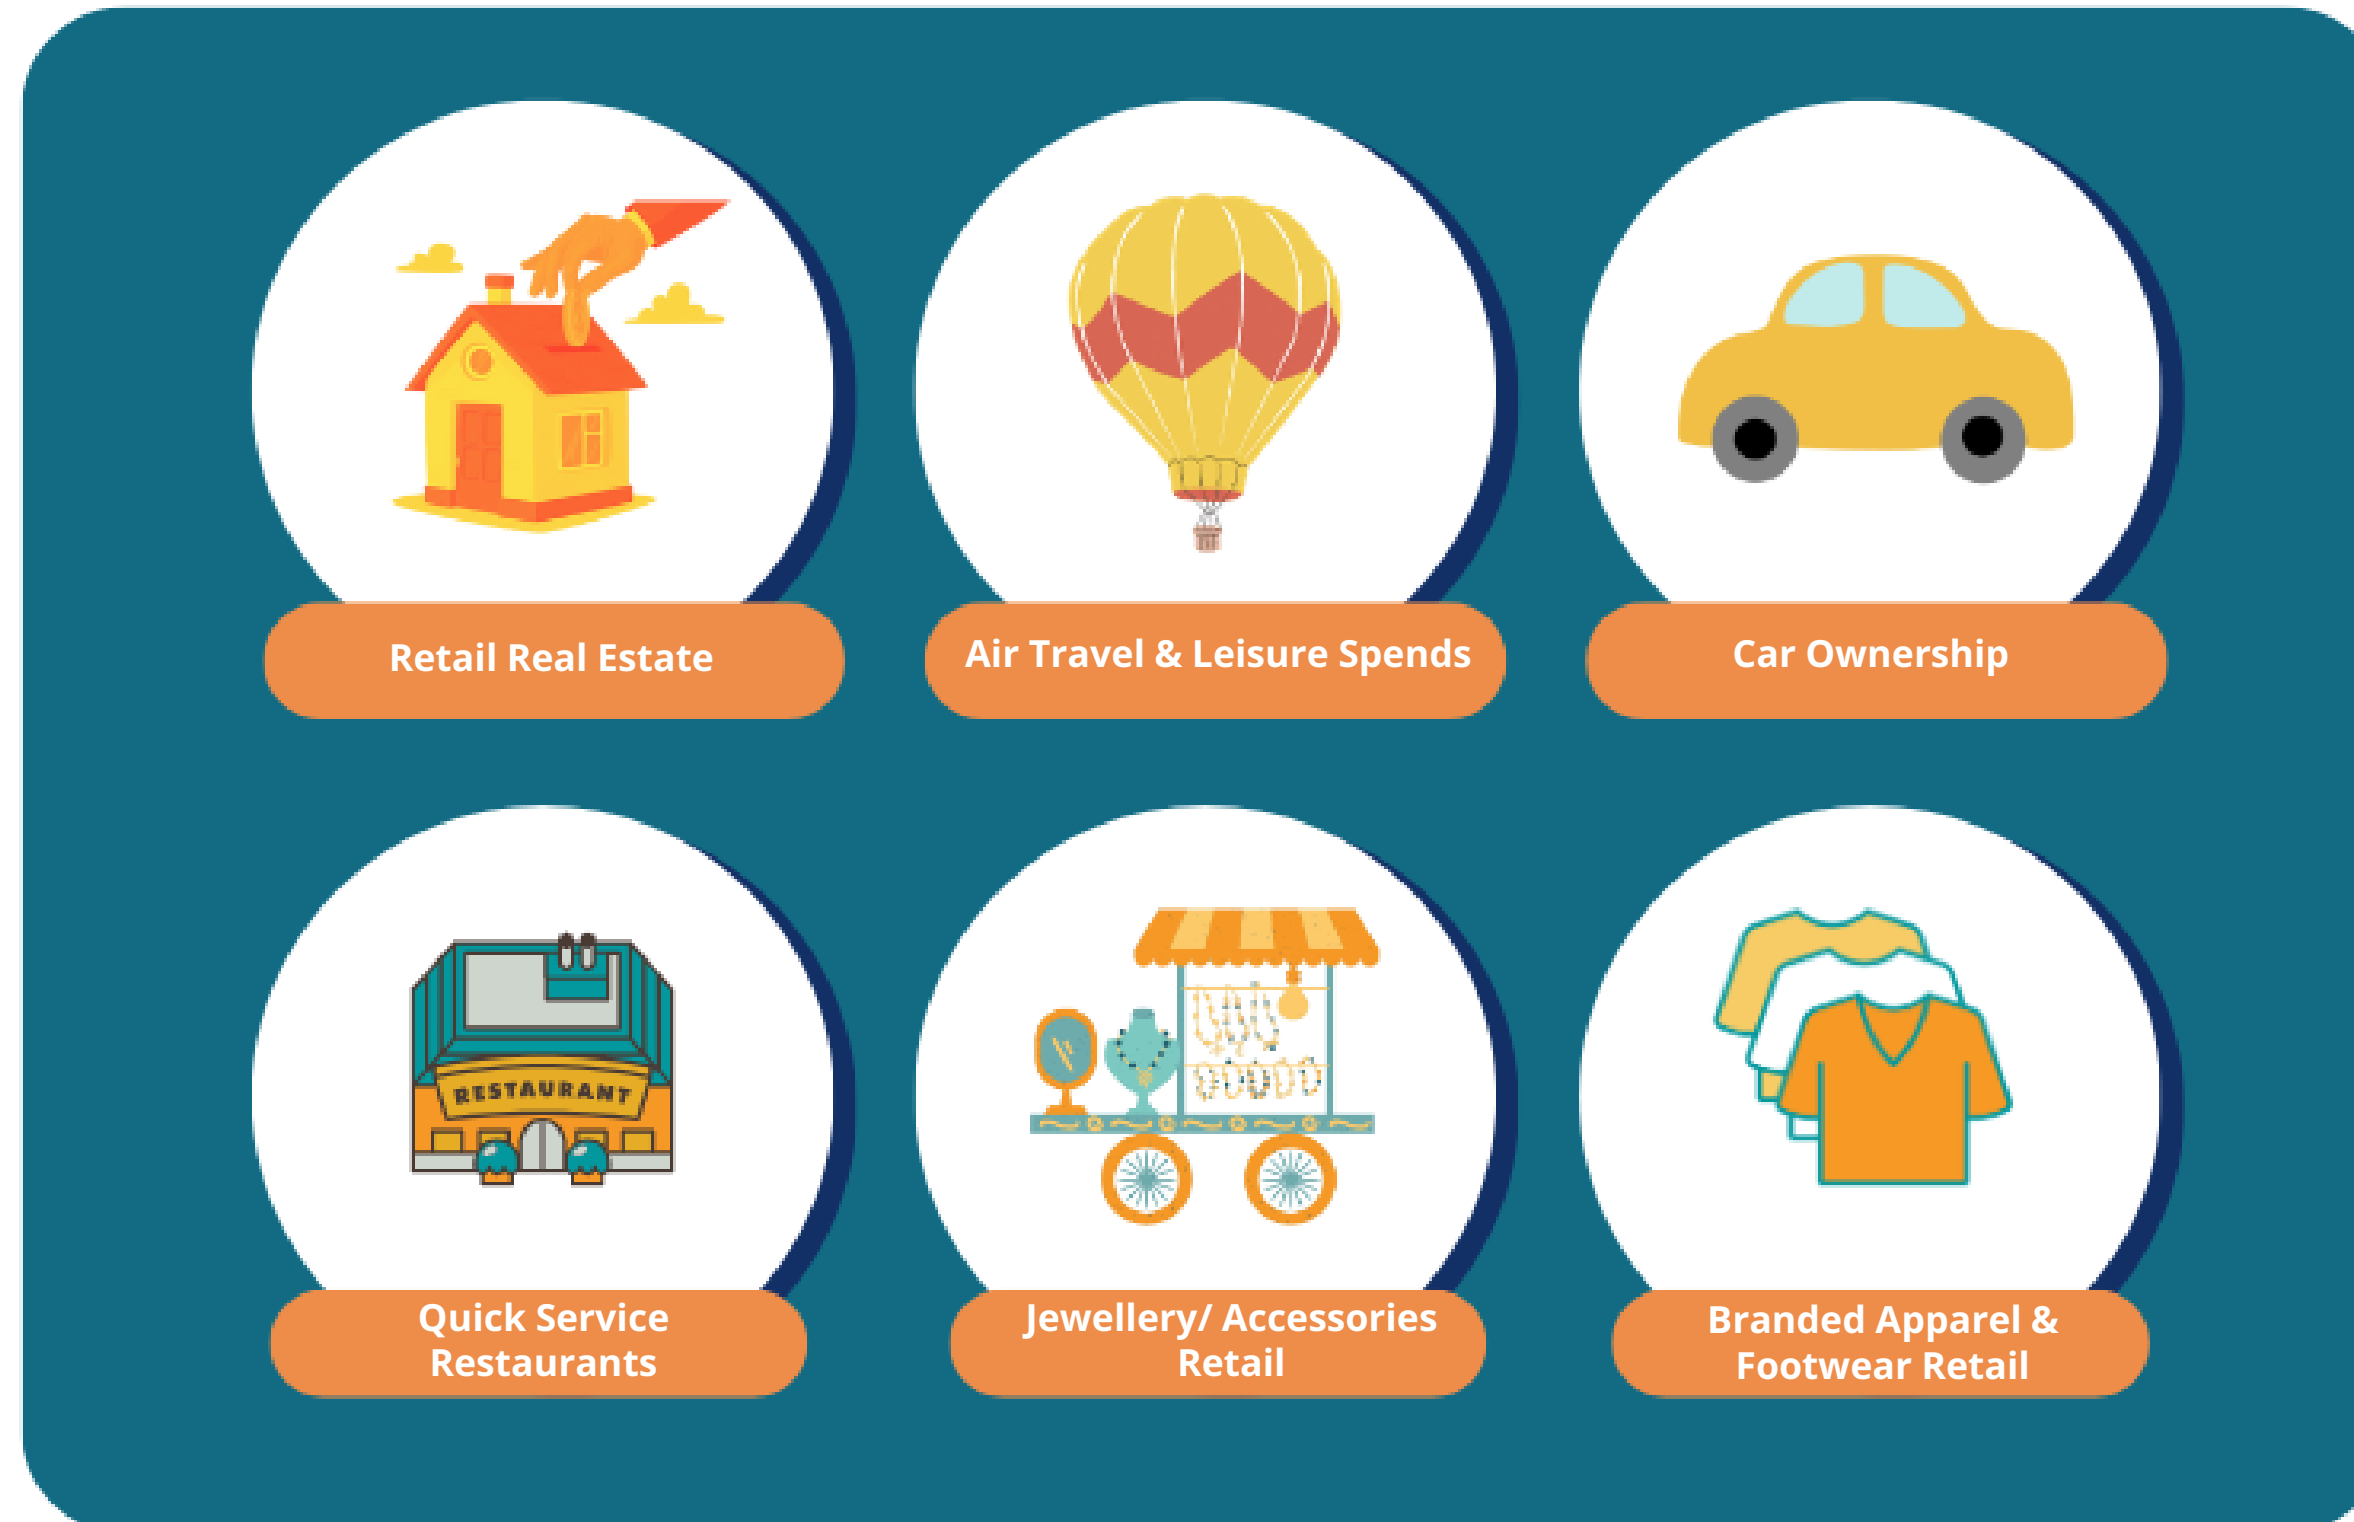 Retail Real Estate
Air Travel & Leisure Spends
Car Ownership
RESTAURANT
Quick Service
Restaurants
Jewellery/ Accessories
Retail
Branded Apparel &
Footwear Retail